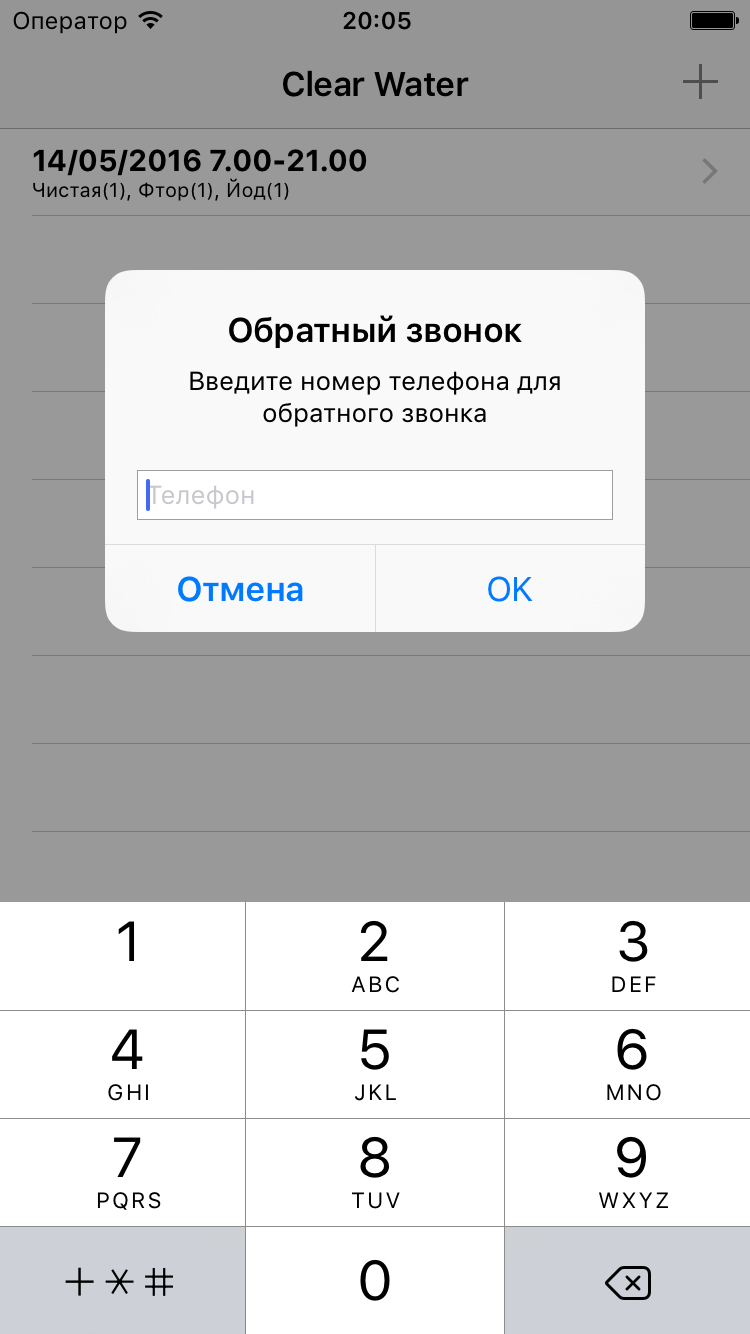 Оператор 20:05
Clear Water
14/05/2016 7.00-21.00
Чистая(1), Фтор(1), Йод(1)
Обратный звонок
Введите номер телефона для
обратного звонка
Телефон
Отмена OK
1 2 3
ABC DEF
4 5 6
GHI JKL MNO
7 8 9
PQRS TUV WXYZ
+*# 0